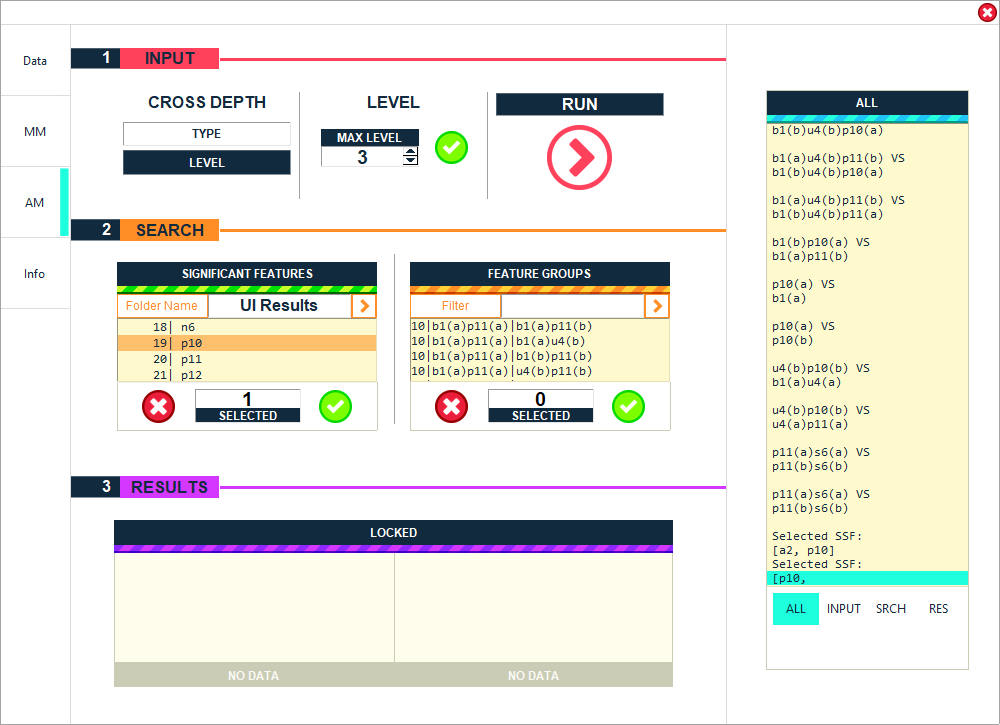 Data
MM
AM
Info
1 INPUT
CROSS DEPTH
TYPE
LEVEL
LEVEL
MAX LEVEL
3
RUN
2 SEARCH
SIGNIFICANT FEATURES
Folder Name UI Results
18| n6
19| p10
20| p11
21| p12
1
SELECTED
FEATURE GROUPS
Filter
10|b1(a)p11(a)|b1(a)p11(b)
10|b1(a)p11(a)|b1(a)u4(b)
10|b1(a)p11(a)|b1(b)p11(b)
10|b1(a)p11(a)|u4(b)p11(b)
0
SELECTED
3 RESULTS
LOCKED
NO DATA NO DATA
ALL
b1(b)u4(b)p10(a)
b1(a)u4(b)p11(b) VS
b1(b)u4(b)p10(a)
b1(a)u4(b)p11(b) VS
b1(b)u4(b)p11(a)
b1(b)p10(a) VS
b1(a)p11(b)
p10(a) VS
b1(a)
p10(a) VS
p10(b)
u4(b)p10(b) VS
b1(a)u4(a)
u4(b)p10(b) VS
u4(a)p11(a)
p11(a)s6(a) VS
p11(b)s6(b)
p11(a)s6(a) VS
p11(b)s6(b)
Selected SSF:
[a2, p10]
Selected SSF:
[p10,
ALL INPUT SRCH RES